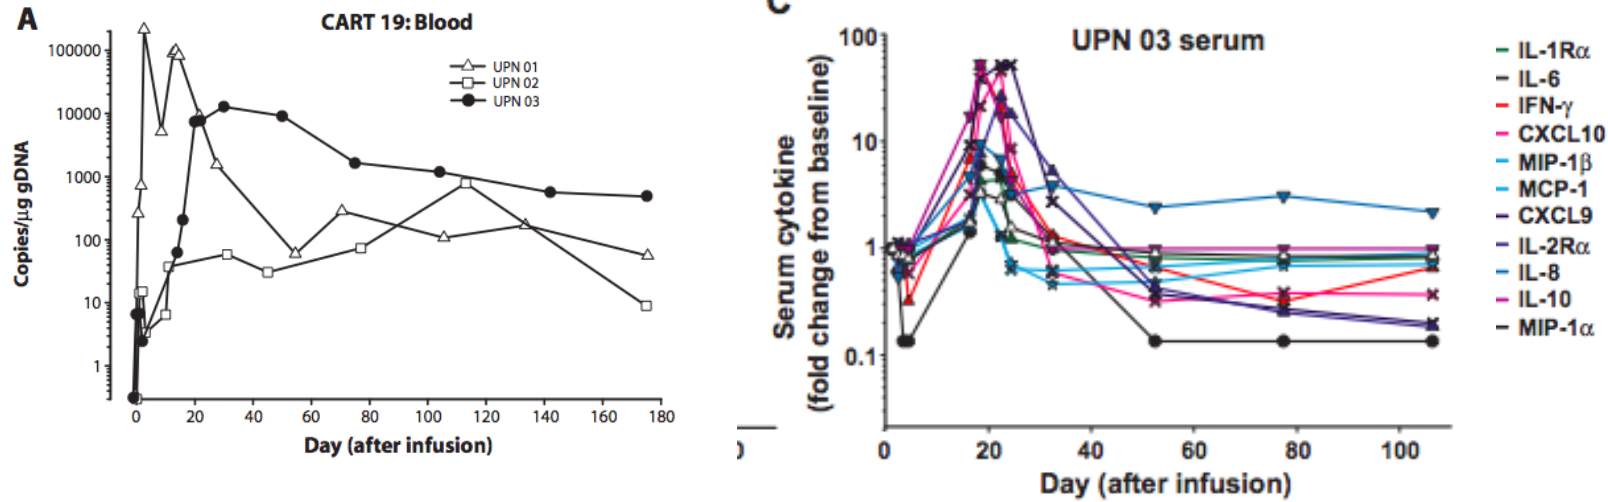 A
CART 19: Blood
100000
10000
1000
100
10
1
Copies/μg gDNA
UPN 01
UPN 02
UPN 03
0 20 40 60 80 100 120 140 160 180
Day (after infusion)
C
UPN 03 serum
100
10
1
0.1
Serum cytokine
(fold change from baseline)
0 20 40 60 80 100
Day (after infusion)
IL-1Rα
IL-6
IFN-γ
CXCL10
MIP-1β
MCP-1
CXCL9
IL-2Rα
IL-8
IL-10
MIP-1α